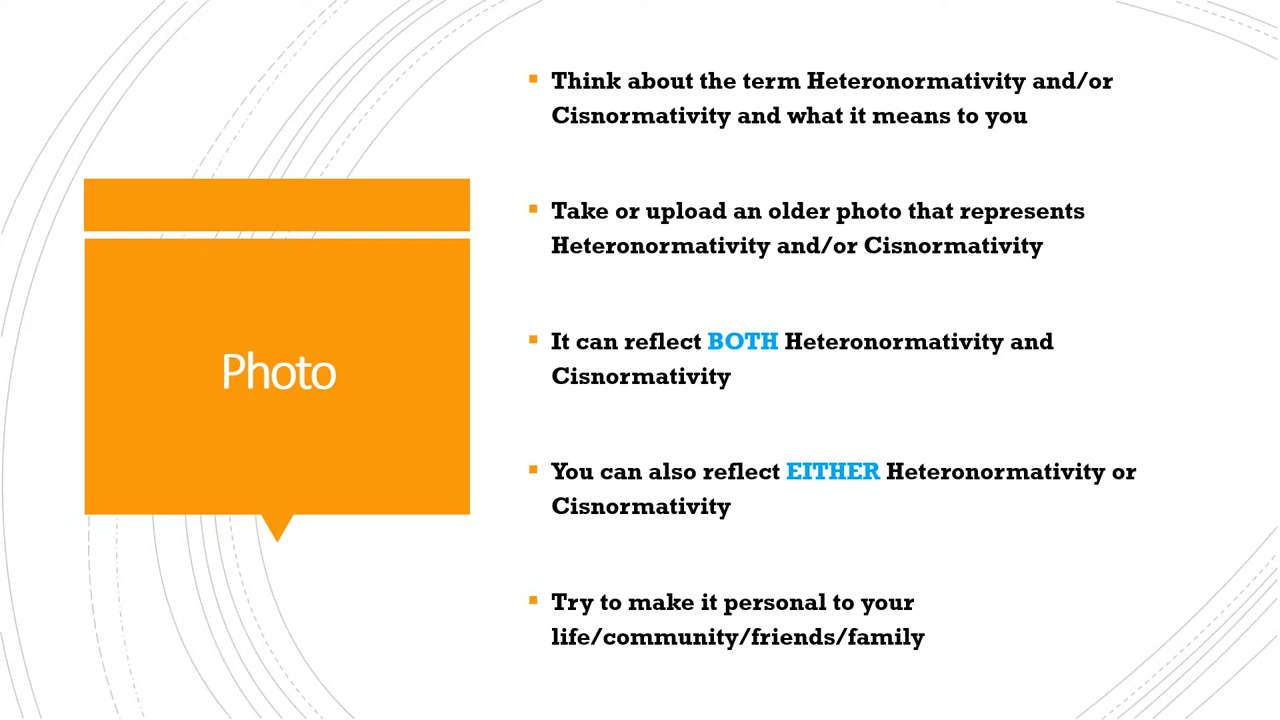 Photo
Think about the term Heteronormativity and/or
Cisnormativity and what it means to you
Take or upload an older photo that represents
Heteronormativity and/or Cisnormativity
It can reflect BOTH Heteronormativity and
Cisnormativity
You can also reflect EITHER Heteronormativity or
Cisnormativity
Try to make it personal to your
life/community/friends/family